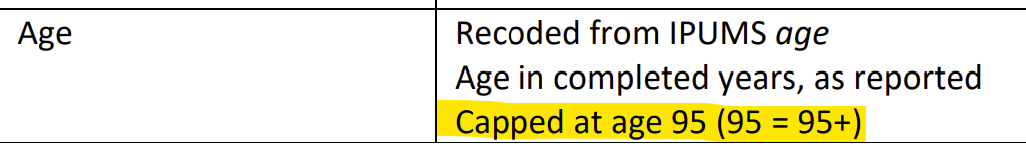 Age
Recoded from IPUMS age
Age in completed years, as reported
Capped at age 95 (95 = 95+)